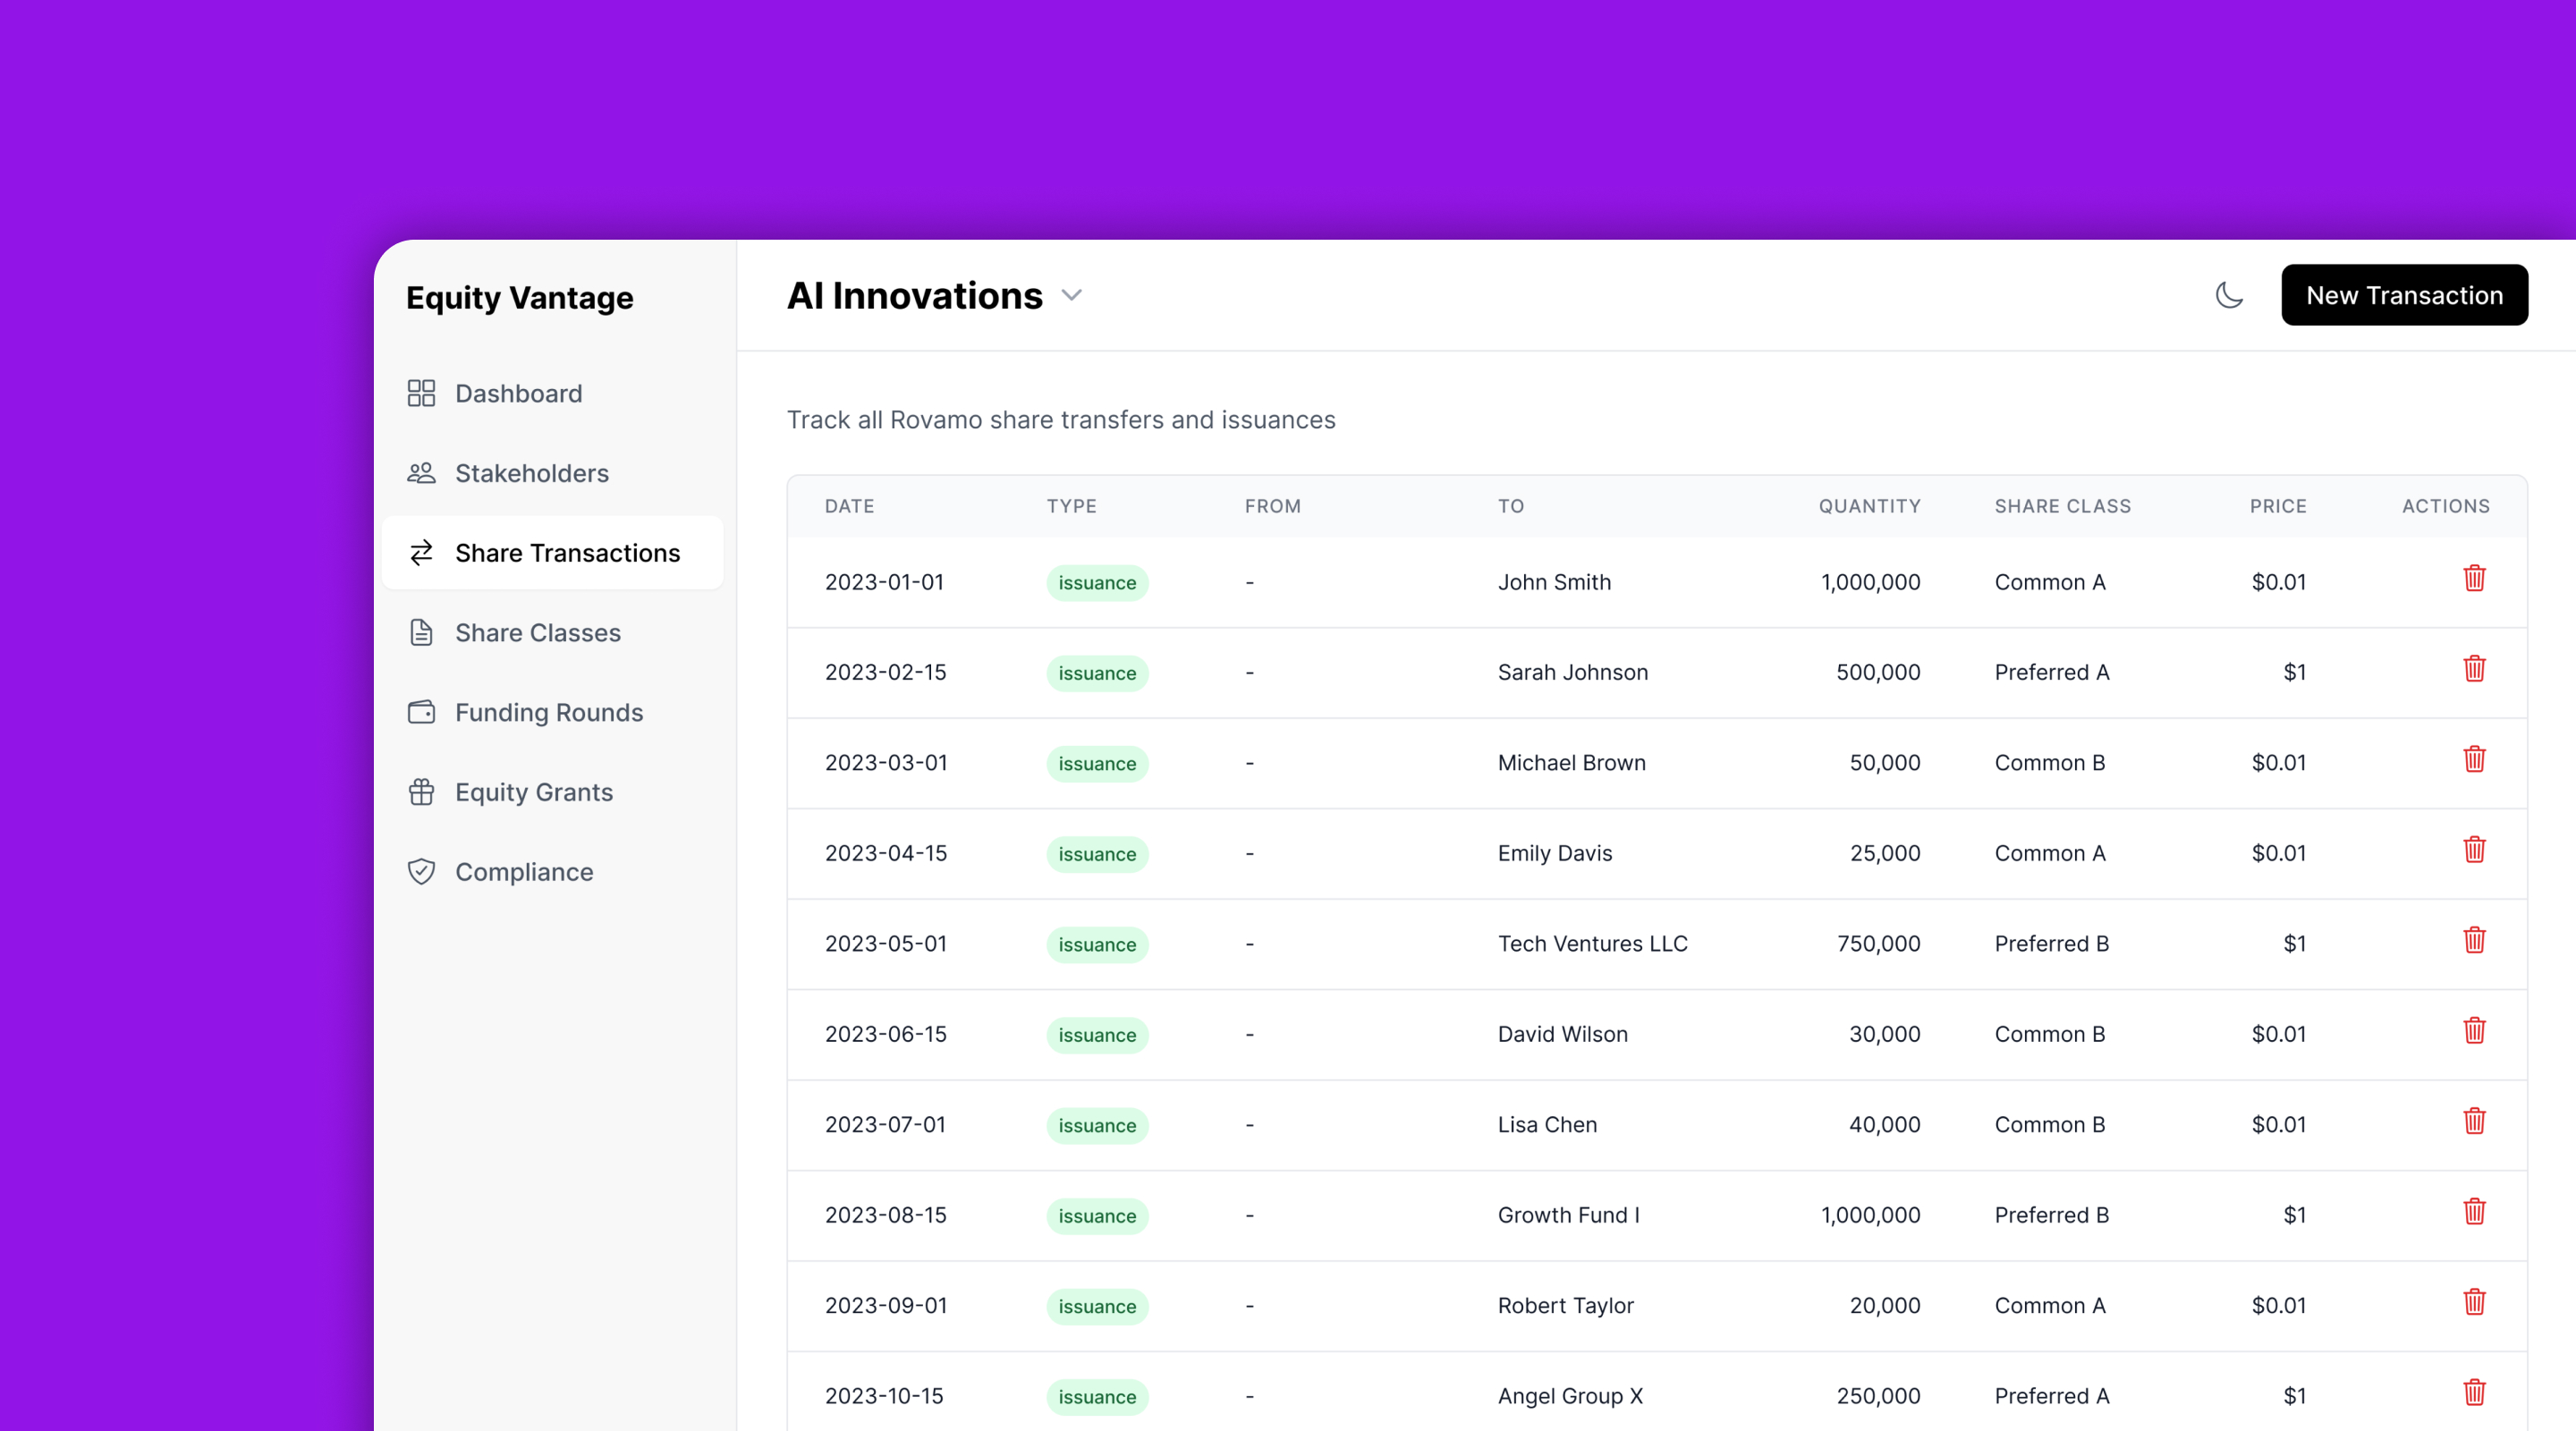 Equity Vantage
Dashboard
Stakeholders
Share Transactions
Share Classes
Funding Rounds
Equity Grants
Compliance
AI Innovations
New Transaction
Track all Rovamo share transfers and issuances
DATE TYPE FROM TO QUANTITY SHARE CLASS PRICE ACTIONS
2023-01-01 issuance - John Smith 1,000,000 Common A $0.01
2023-02-15 issuance - Sarah Johnson 500,000 Preferred A $1
2023-03-01 issuance - Michael Brown 50,000 Common B $0.01
2023-04-15 issuance - Emily Davis 25,000 Common A $0.01
2023-05-01 issuance - Tech Ventures LLC 750,000 Preferred B $1
2023-06-15 issuance - David Wilson 30,000 Common B $0.01
2023-07-01 issuance - Lisa Chen 40,000 Common B $0.01
2023-08-15 issuance - Growth Fund I 1,000,000 Preferred B $1
2023-09-01 issuance - Robert Taylor 20,000 Common A $0.01
2023-10-15 issuance - Angel Group X 250,000 Preferred A $1